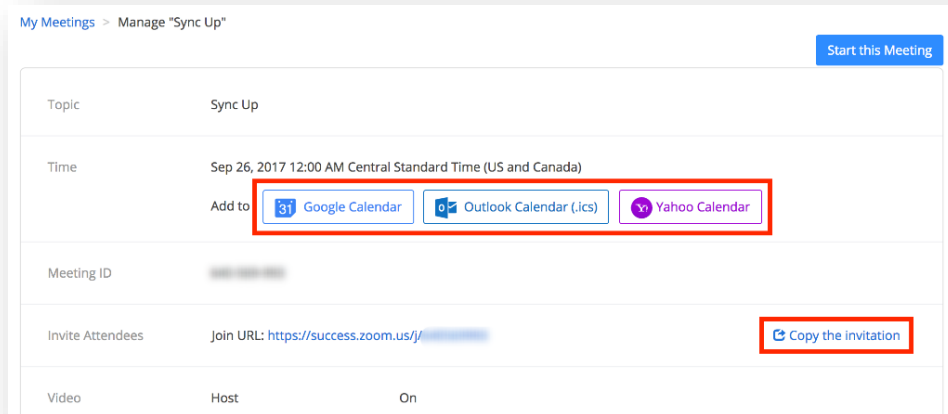 My Meetings > Manage "Sync Up"
Start this Meeting
Topic Sync Up
Time Sep 26, 2017 12:00 AM Central Standard Time (US and Canada)
Add to 31 Google Calendar Outlook Calendar (.ics) Yahoo Calendar
Meeting ID
Invite Attendees Join URL: https://success.zoom.us/j/ Copy the invitation
Video Host On